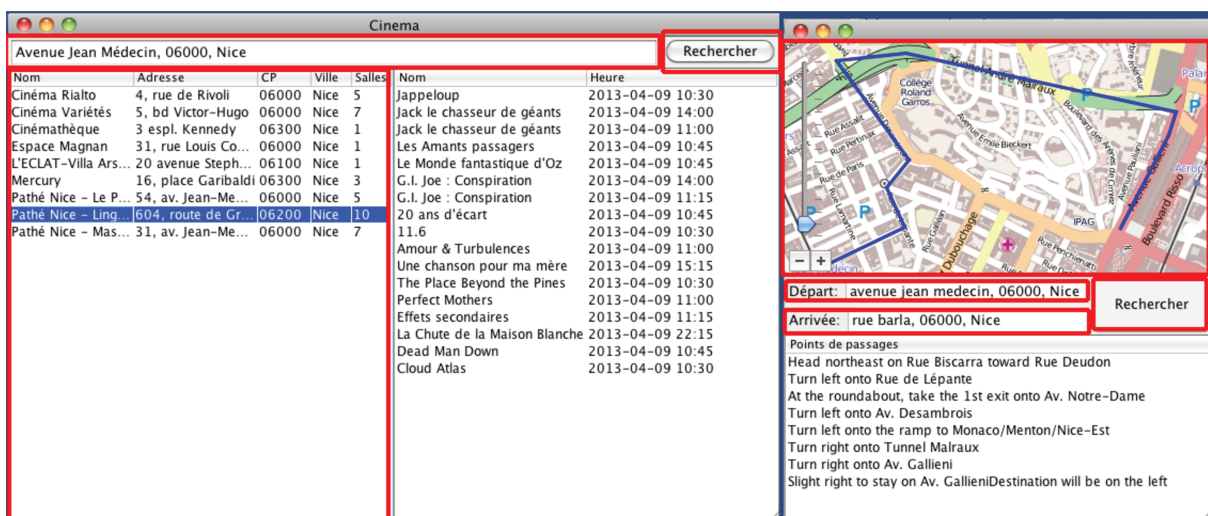 Cinema
Avenue Jean Médecin, 06000, Nice
Rechercher
Nom Adresse CP Ville Salles
Cinéma Rialto 4, rue de Rivoli 06000 Nice 5
Cinéma Variétés 5, bd Victor-Hugo 06000 Nice 7
Cinémathèque 3 espl. Kennedy 06300 Nice 1
Espace Magnan 31, rue Louis Co... 06000 Nice 1
L'ECLAT-Villa Ars... 20 avenue Steph... 06100 Nice 1
Mercury 16, place Garibaldi 06300 Nice 3
Pathé Nice - Le P... 54, av. Jean-Me... 06000 Nice 5
Pathé Nice - Ling... 604, route de Gr... 06200 Nice 10
Pathé Nice - Mas... 31, av. Jean-Me... 06000 Nice 7
Nom Heure
Jappeloup 2013-04-09 10:30
Jack le chasseur de géants 2013-04-09 14:00
Jack le chasseur de géants 2013-04-09 11:00
Les Amants passagers 2013-04-09 10:45
Le Monde fantastique d'Oz 2013-04-09 10:45
G.I. Joe : Conspiration 2013-04-09 14:00
G.I. Joe : Conspiration 2013-04-09 11:15
20 ans d'écart 2013-04-09 10:45
11.6 2013-04-09 10:30
Amour & Turbulences 2013-04-09 11:00
Une chanson pour ma mère 2013-04-09 15:15
The Place Beyond the Pines 2013-04-09 10:30
Perfect Mothers 2013-04-09 11:00
Effets secondaires 2013-04-09 11:15
La Chute de la Maison Blanche 2013-04-09 22:15
Dead Man Down 2013-04-09 10:45
Cloud Atlas 2013-04-09 10:30
Tunnel André Malraux
Collège
Roland
Garros
Palai
P
P
Rue Assalit
Rue Pertinax
Avenue Emile Bieckert
Boulevard des Arènes de Cimiez
Rue de Paris
Avenue Pauliani
Avenue Gallieni
Acropo
P
P
Rue Lamartine
Boulevard Risso
IPAG
Dubouchage
Rue Penchienatti
- +
Départ: avenue jean medecin, 06000, Nice
Arrivée: rue barla, 06000, Nice
Rechercher
Points de passages
Head northeast on Rue Biscarra toward Rue Deudon
Turn left onto Rue de Lépante
At the roundabout, take the 1st exit onto Av. Notre-Dame
Turn left onto Av. Desambrois
Turn left onto the ramp to Monaco/Menton/Nice-Est
Turn right onto Tunnel Malraux
Turn right onto Av. Gallieni
Slight right to stay on Av. GallieniDestination will be on the left